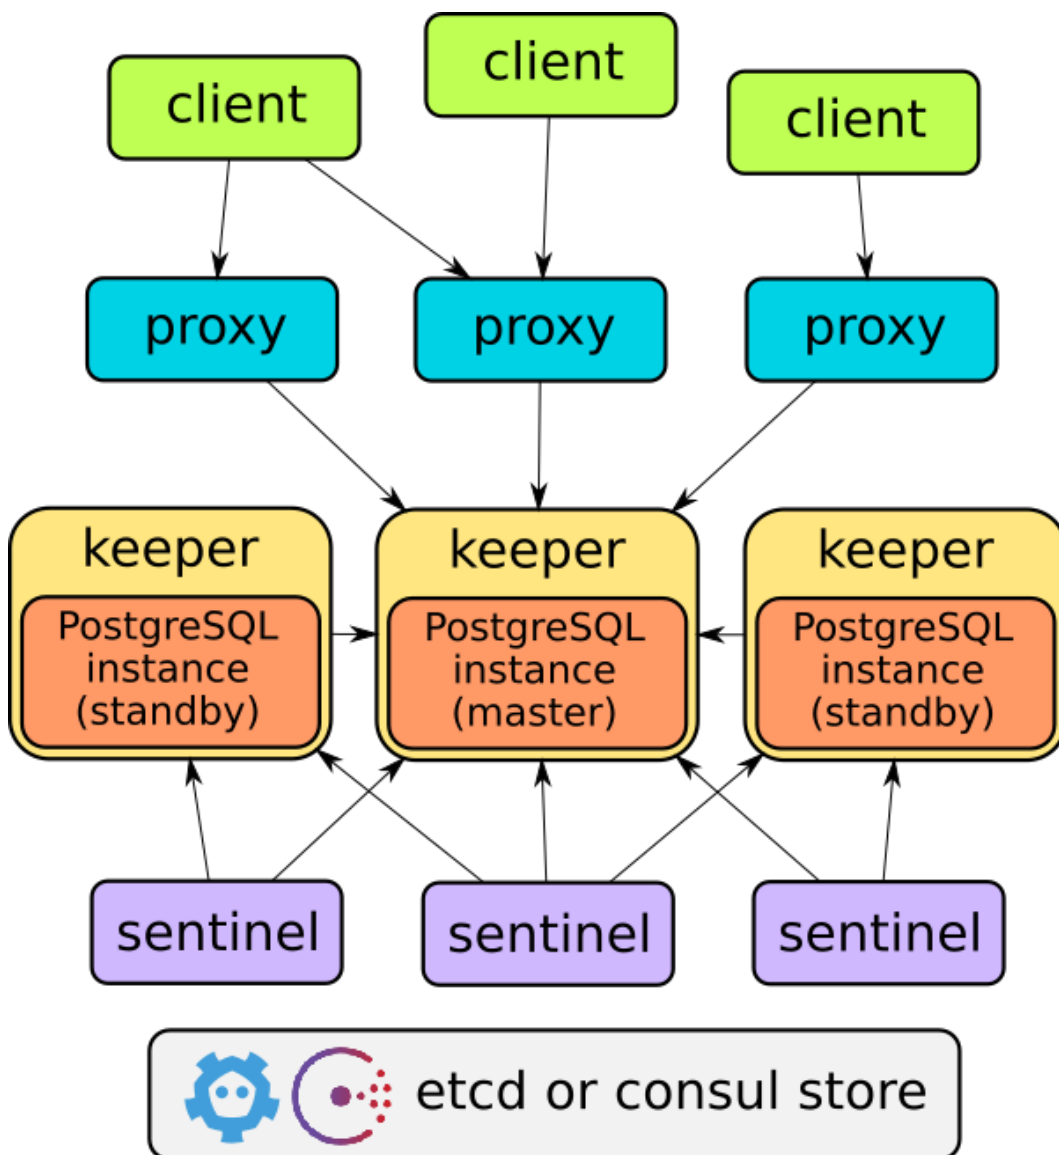 client
client
client
proxy
proxy
proxy
keeper
PostgreSQL
instance
(standby)
keeper
PostgreSQL
instance
(master)
keeper
PostgreSQL
instance
(standby)
sentinel
sentinel
sentinel
etcd or consul store